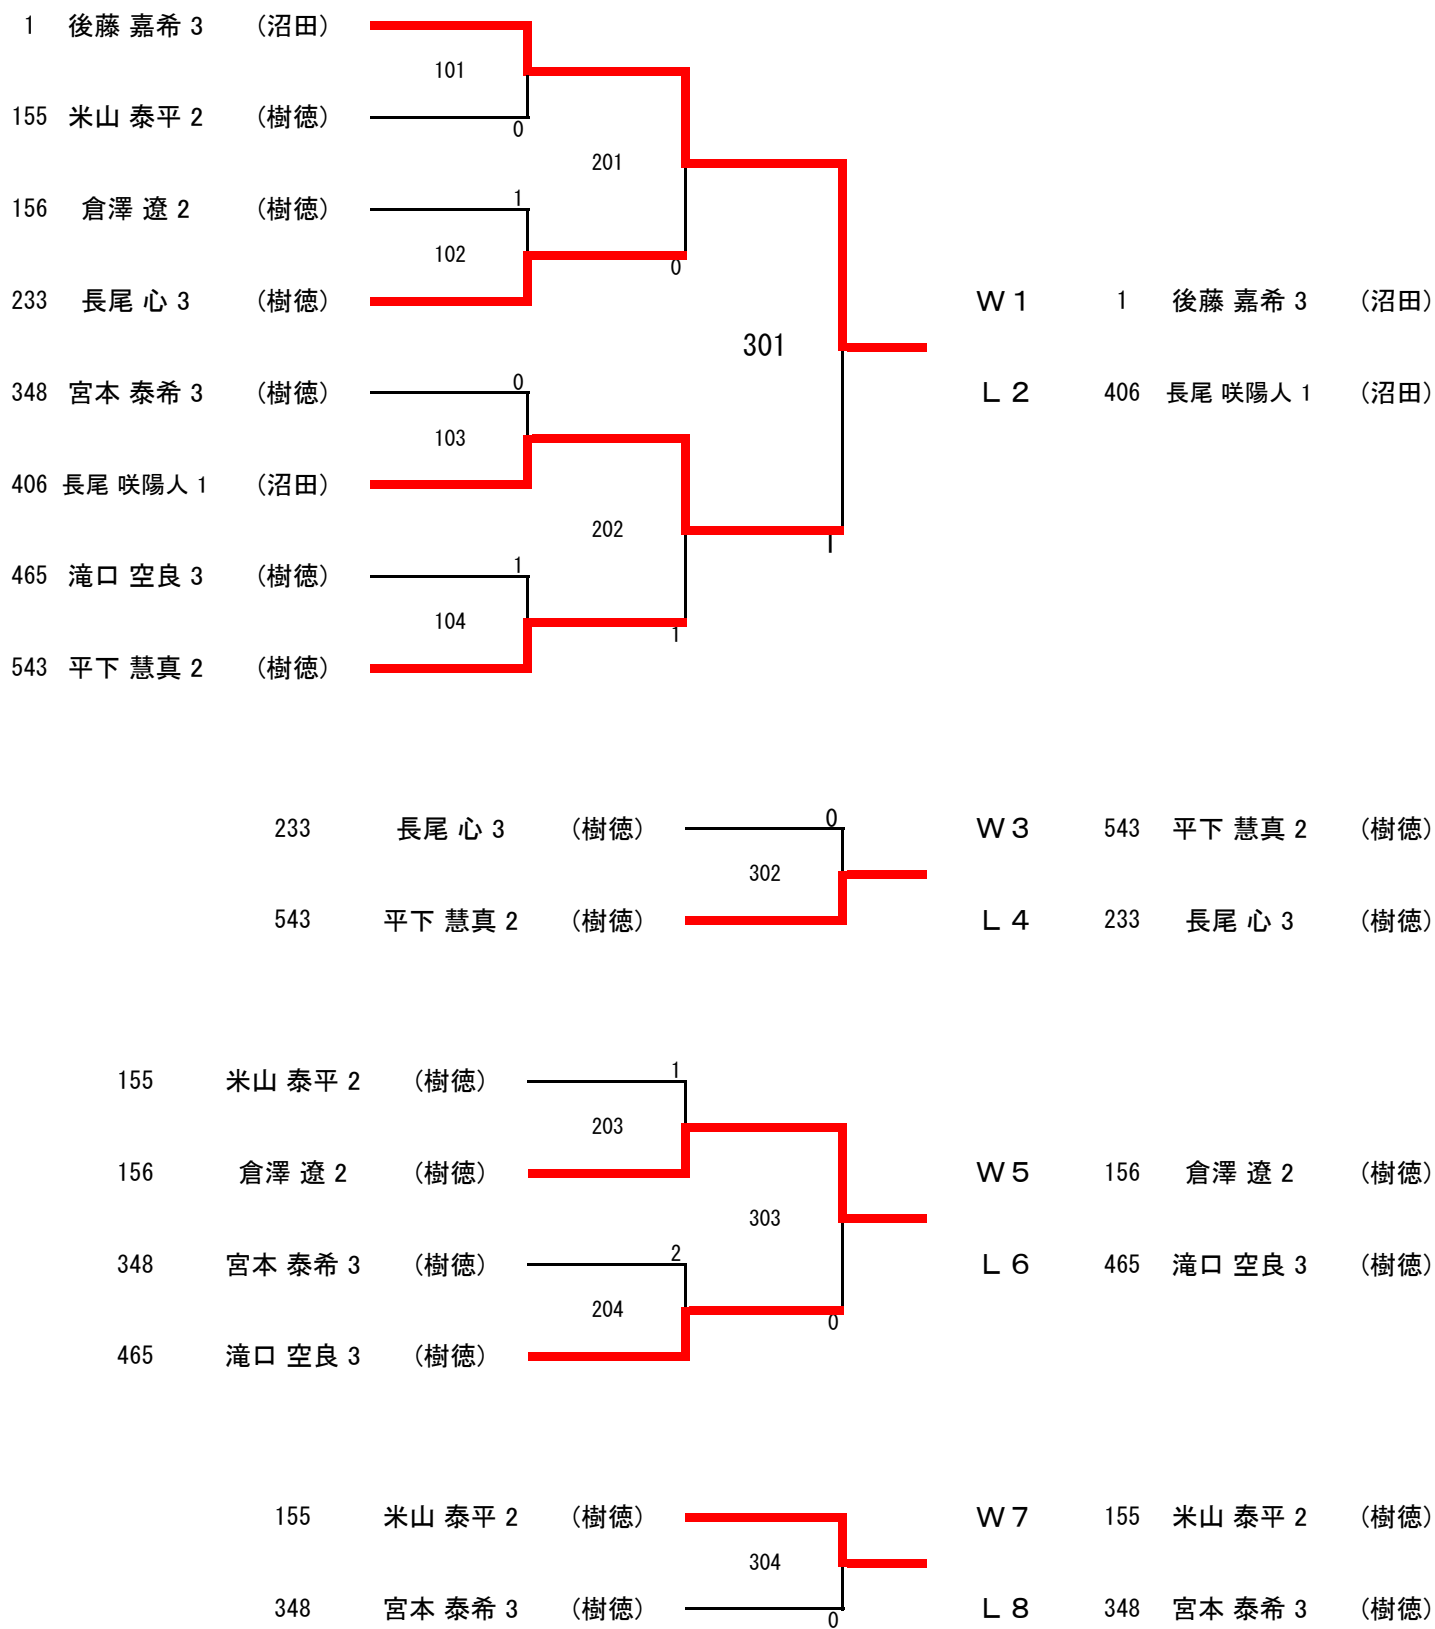 1 後藤 嘉希 3 (沼田)
101
155 米山 泰平 2 (樹徳)
0
201
156 倉澤 遼 2 (樹徳)
1
102
0
233 長尾 心 3 (樹徳)
W 1 1 後藤 嘉希 3 (沼田)
301
348 宮本 泰希 3 (樹徳)
0
L 2 406 長尾 咲陽人 1 (沼田)
103
406 長尾 咲陽人 1 (沼田)
202
1
465 滝口 空良 3 (樹徳)
1
104
1
543 平下 慧真 2 (樹徳)
233 長尾 心 3 (樹徳)
0
W 3 543 平下 慧真 2 (樹徳)
302
543 平下 慧真 2 (樹徳)
L 4 233 長尾 心 3 (樹徳)
155 米山 泰平 2 (樹徳)
1
203
156 倉澤 遼 2 (樹徳)
W 5 156 倉澤 遼 2 (樹徳)
303
348 宮本 泰希 3 (樹徳)
2
L 6 465 滝口 空良 3 (樹徳)
204
0
465 滝口 空良 3 (樹徳)
155 米山 泰平 2 (樹徳)
W 7 155 米山 泰平 2 (樹徳)
304
348 宮本 泰希 3 (樹徳)
0
L 8 348 宮本 泰希 3 (樹徳)